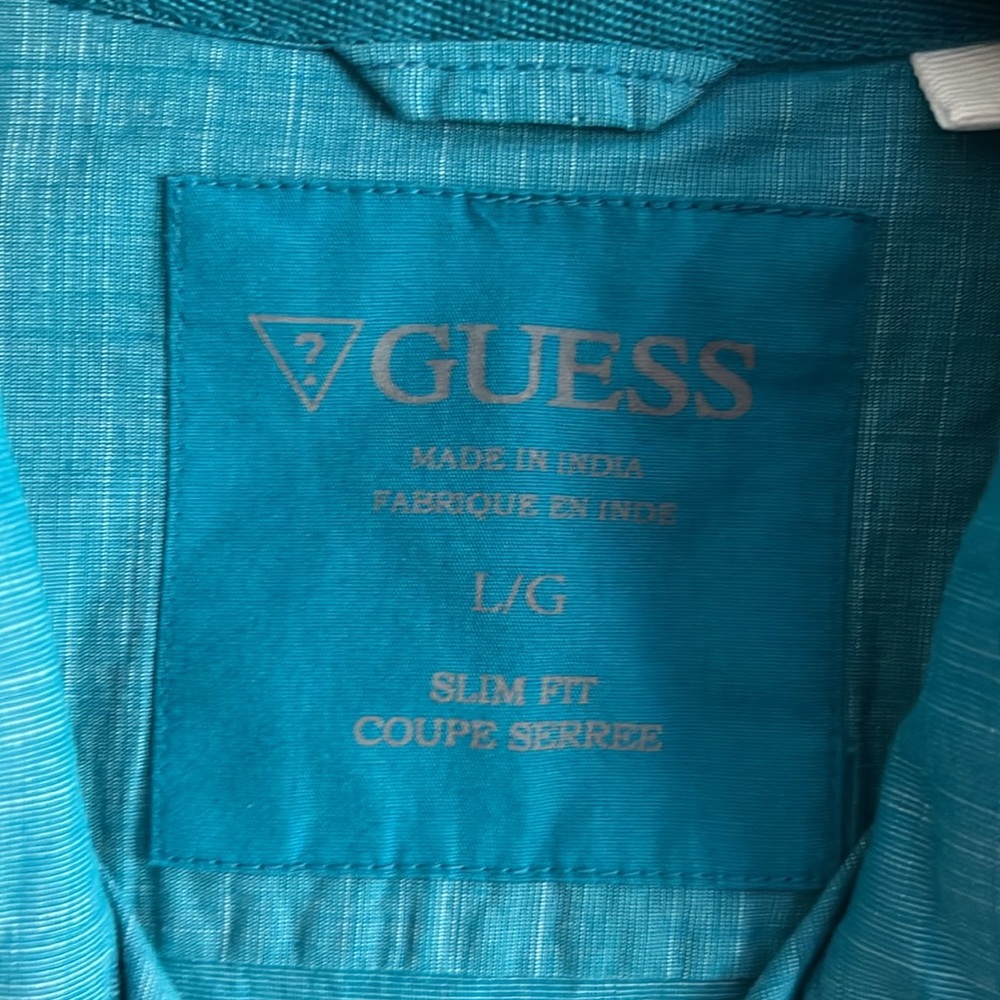 ? GUESS
MADE IN INDIA
FABRIQUE EN INDE
L/G
SLIM FIT
COUPE SERREE